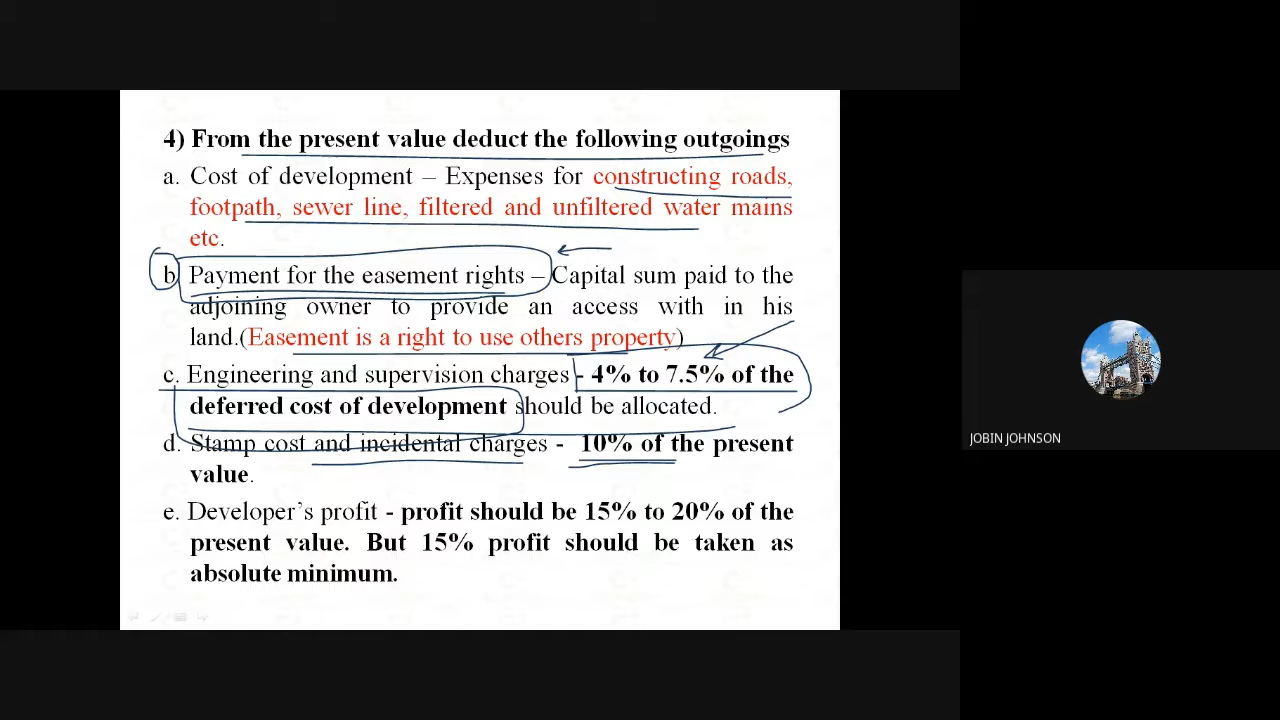 4) From the present value deduct the following outgoings
a. Cost of development – Expenses for constructing roads,
footpath, sewer line, filtered and unfiltered water mains
etc.
b. Payment for the easement rights – Capital sum paid to the
adjoining owner to provide an access with in his
land.(Easement is a right to use others property)
c. Engineering and supervision charges - 4% to 7.5% of the
deferred cost of development should be allocated.
d. Stamp cost and incidental charges - 10% of the present
value.
e. Developer’s profit - profit should be 15% to 20% of the
present value. But 15% profit should be taken as
absolute minimum.
JOBIN JOHNSON